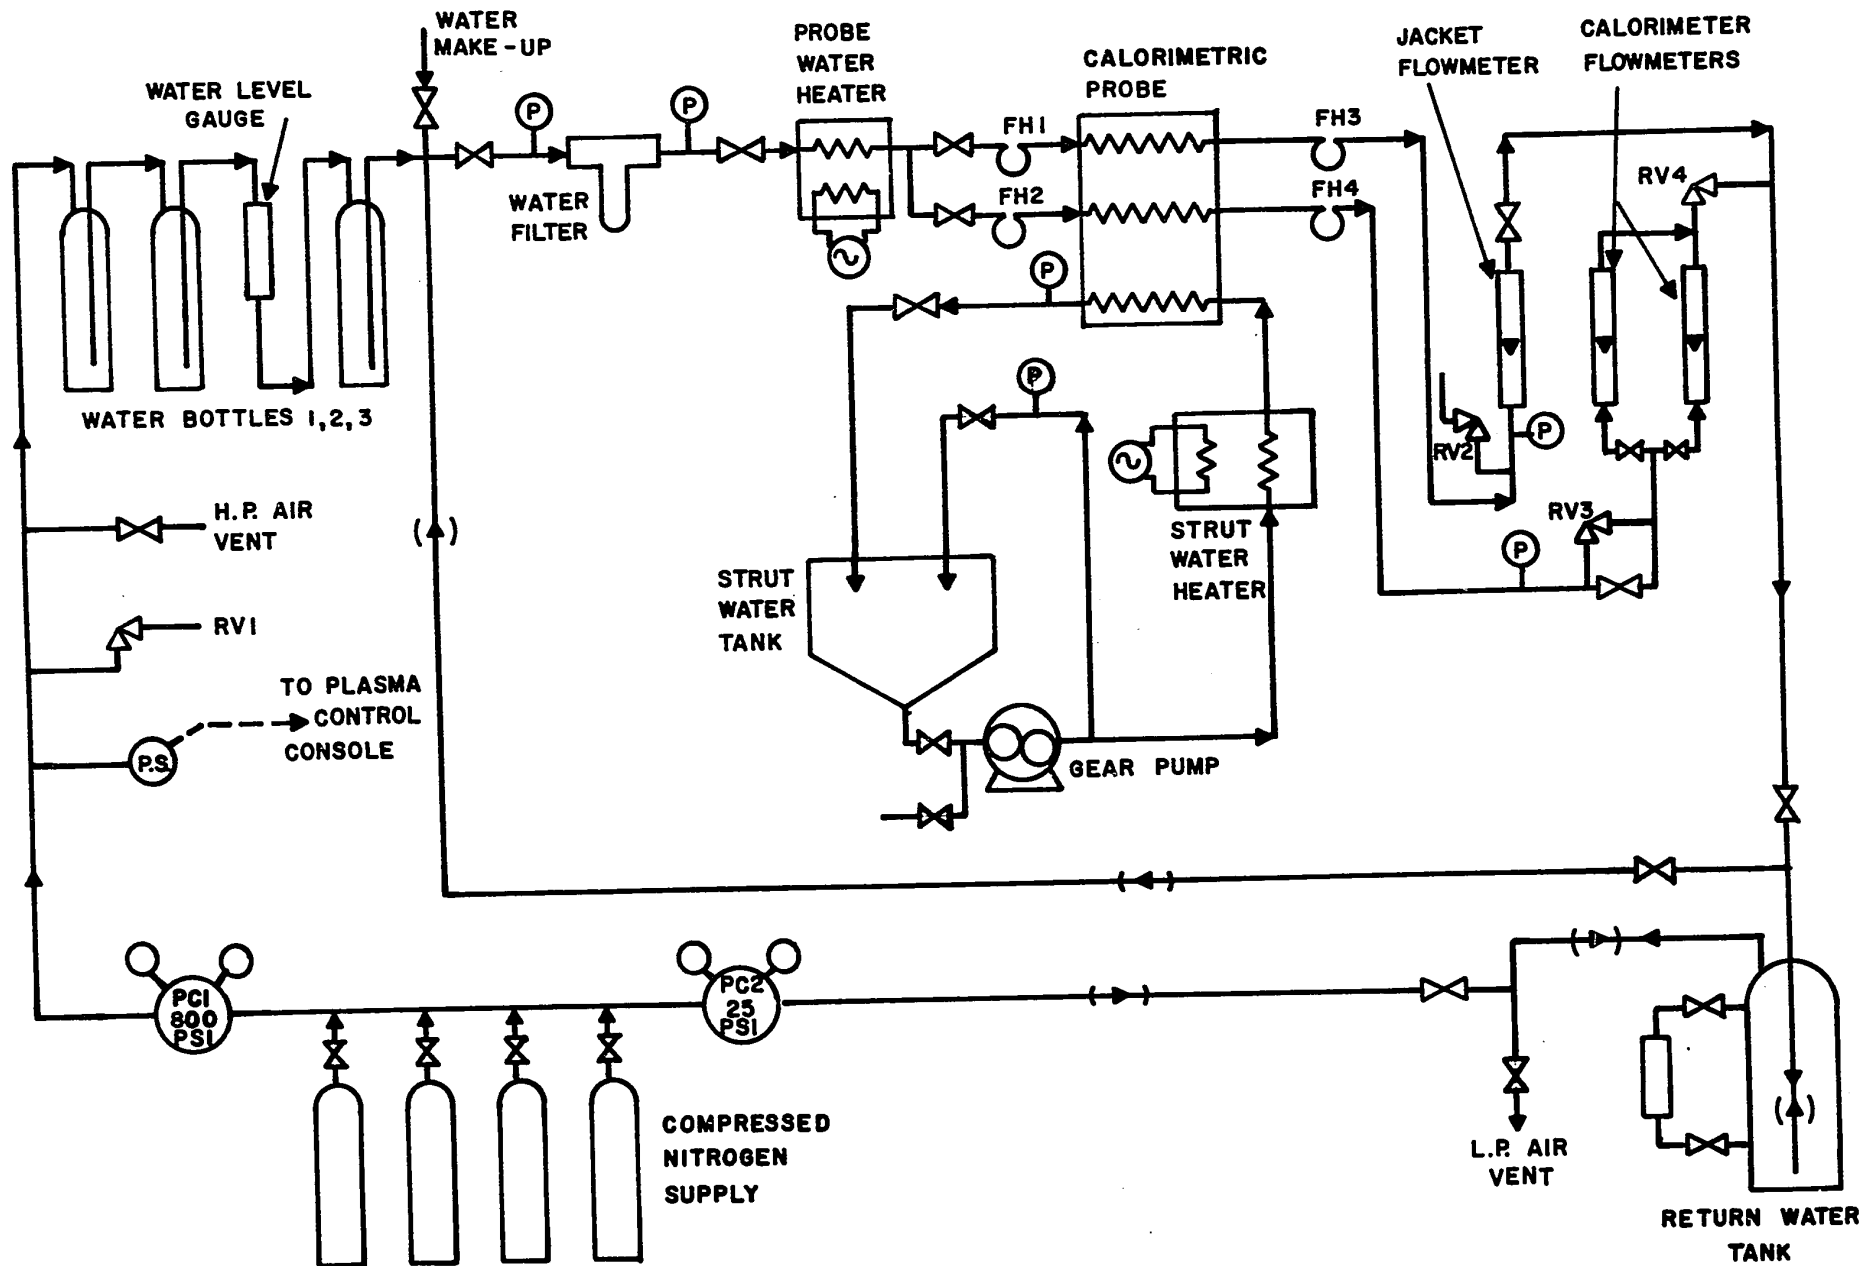 WATER
MAKE-UP
WATER LEVEL
GAUGE
P
P
WATER
FILTER
PROBE
WATER
HEATER
CALORIMETRIC
PROBE
FH1
FH2
FH3
FH4
JACKET
FLOWMETER
CALORIMETER
FLOWMETERS
RV4
P
P
WATER BOTTLES 1,2,3
RV2
P
H.P. AIR
VENT
RV3
P
STRUT
WATER
HEATER
STRUT
WATER
TANK
RV1
TO PLASMA
CONTROL
CONSOLE
P.S.
GEAR PUMP
PC1
800
PSI
PC2
25
PSI
COMPRESSED
NITROGEN
SUPPLY
L.P. AIR
VENT
RETURN WATER
TANK